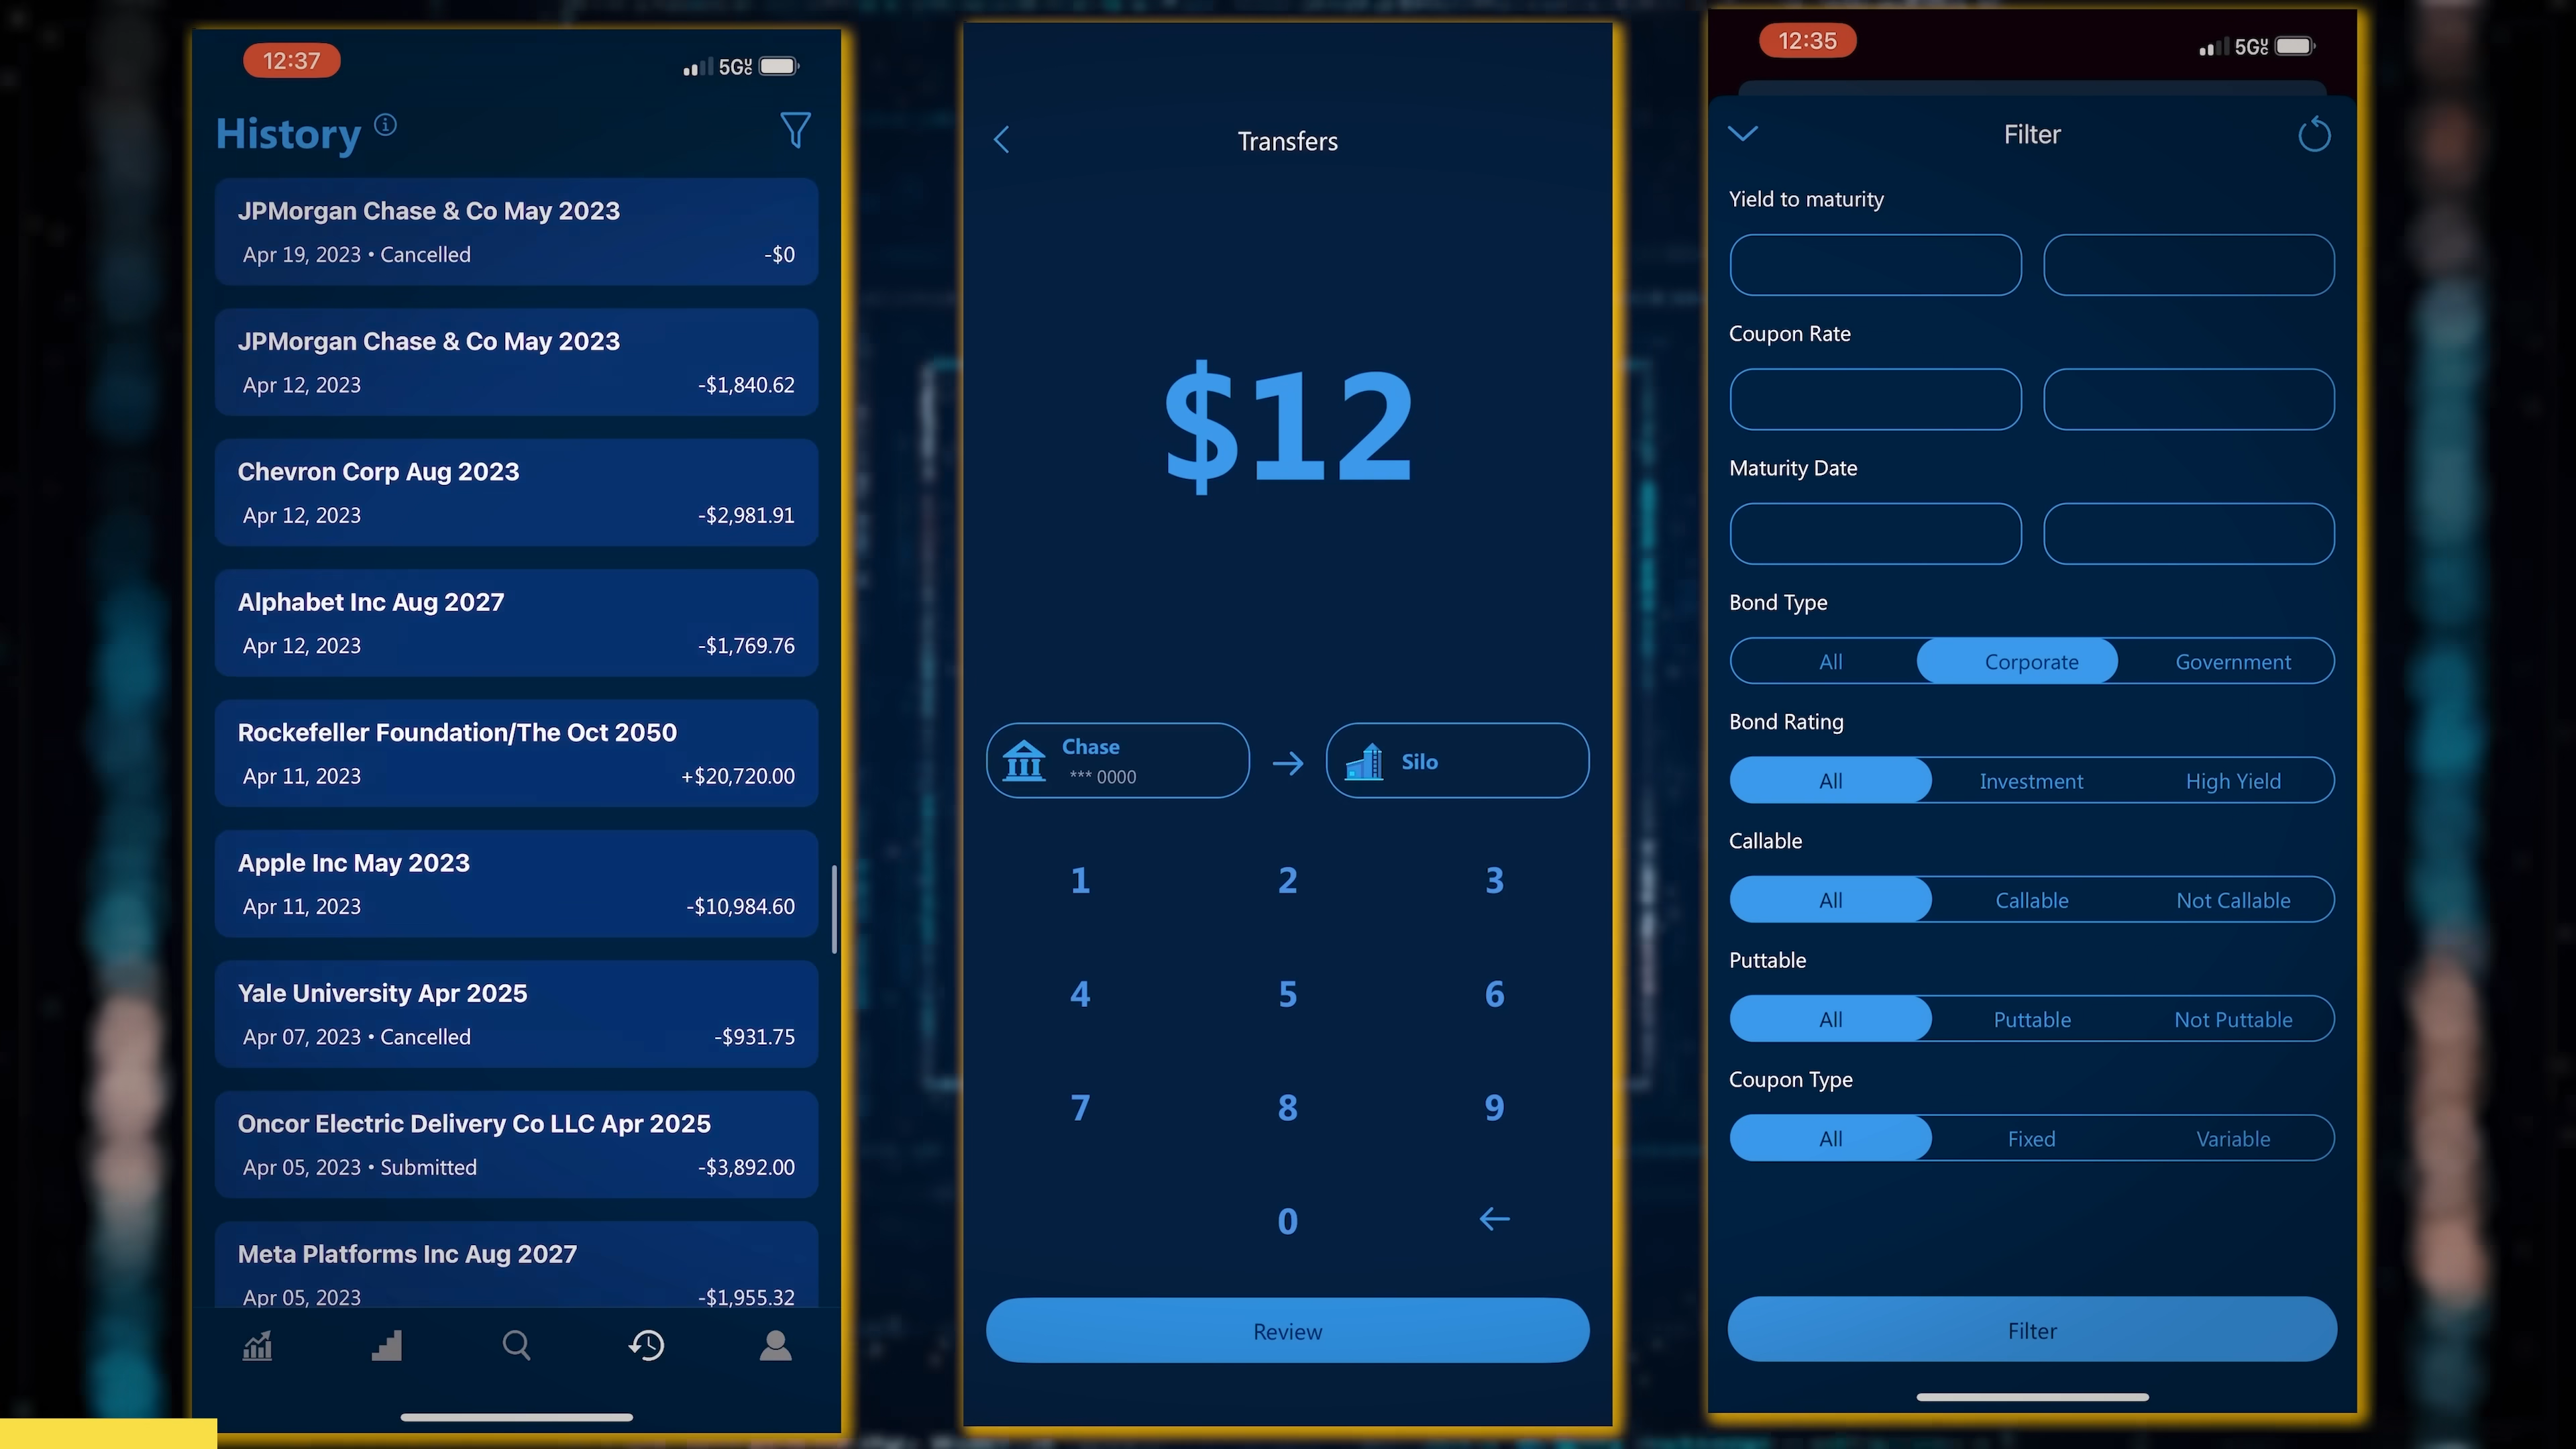 12:37
5GUC
History
JPMorgan Chase & Co May 2023
Apr 19, 2023 • Cancelled -$0
JPMorgan Chase & Co May 2023
Apr 12, 2023 -$1,840.62
Chevron Corp Aug 2023
Apr 12, 2023 -$2,981.91
Alphabet Inc Aug 2027
Apr 12, 2023 -$1,769.76
Rockefeller Foundation/The Oct 2050
Apr 11, 2023 +$20,720.00
Apple Inc May 2023
Apr 11, 2023 -$10,984.60
Yale University Apr 2025
Apr 07, 2023 • Cancelled -$931.75
Oncor Electric Delivery Co LLC Apr 2025
Apr 05, 2023 • Submitted -$3,892.00
Meta Platforms Inc Aug 2027
Apr 05, 2023 -$1,955.32
Transfers
$12
Chase
*** 0000
Silo
1 2 3
4 5 6
7 8 9
0
Review
12:35
5GUC
Filter
Yield to maturity
Coupon Rate
Maturity Date
Bond Type
All Corporate Government
Bond Rating
All Investment High Yield
Callable
All Callable Not Callable
Puttable
All Puttable Not Puttable
Coupon Type
All Fixed Variable
Filter